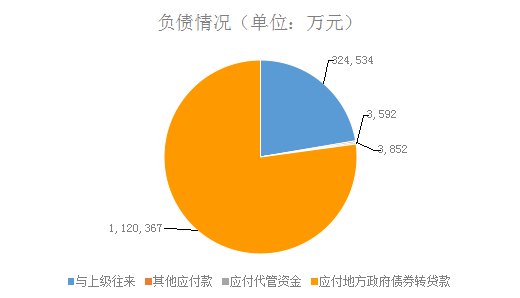 负债情况（单位：万元）
324,534
3,592
3,852
1,120,367
与上级往来 其他应付款 应付代管资金 应付地方政府债券转贷款